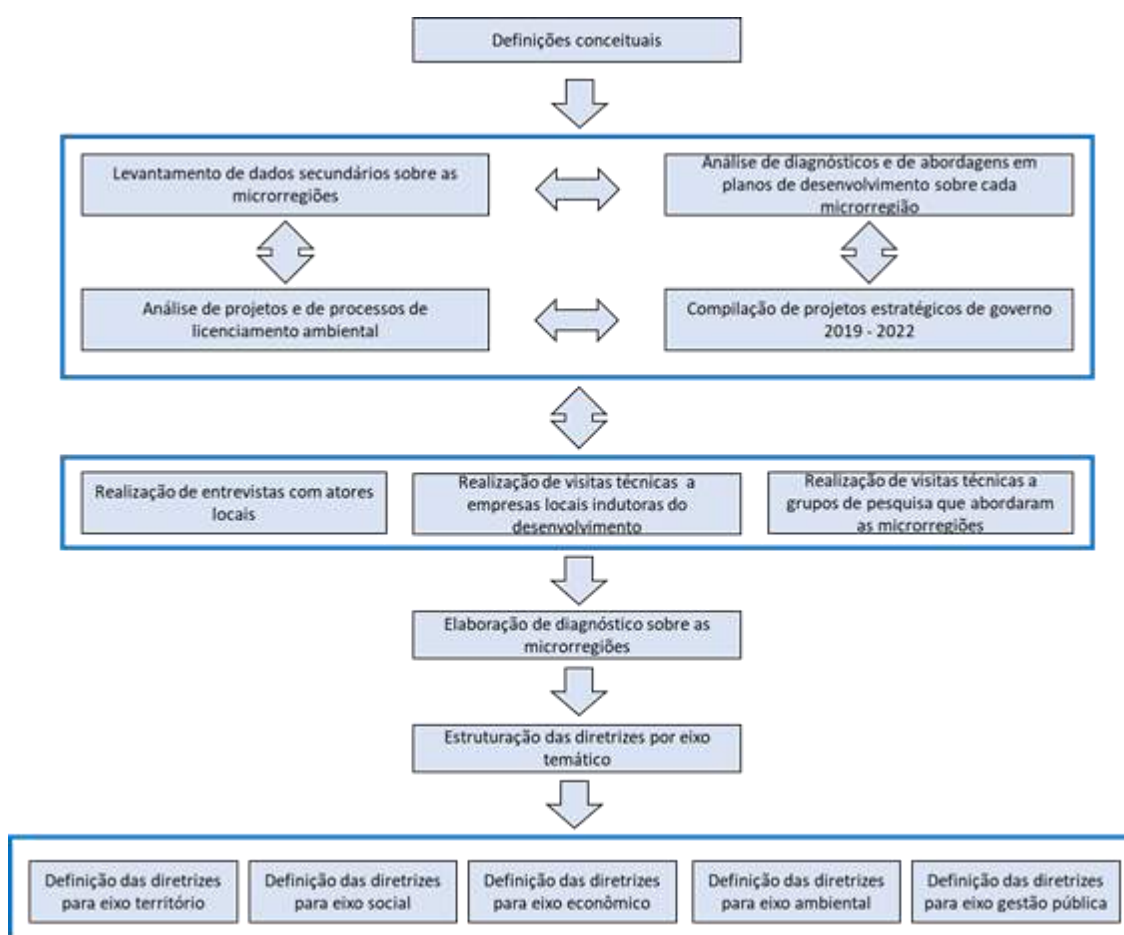 Definições conceituais
Levantamento de dados secundários sobre as
microrregiões
Análise de diagnósticos e de abordagens em
planos de desenvolvimento sobre cada
microrregião
Análise de projetos e de processos de
licenciamento ambiental
Compilação de projetos estratégicos de governo
2019 - 2022
Realização de entrevistas com atores
locais
Realização de visitas técnicas a
empresas locais indutoras do
desenvolvimento
Realização de visitas técnicas a
grupos de pesquisa que abordaram
as microrregiões
Elaboração de diagnóstico sobre as
microrregiões
Estruturação das diretrizes por eixo
temático
Definição das diretrizes
para eixo território
Definição das diretrizes
para eixo social
Definição das diretrizes
para eixo econômico
Definição das diretrizes
para eixo ambiental
Definição das diretrizes
para eixo gestão pública